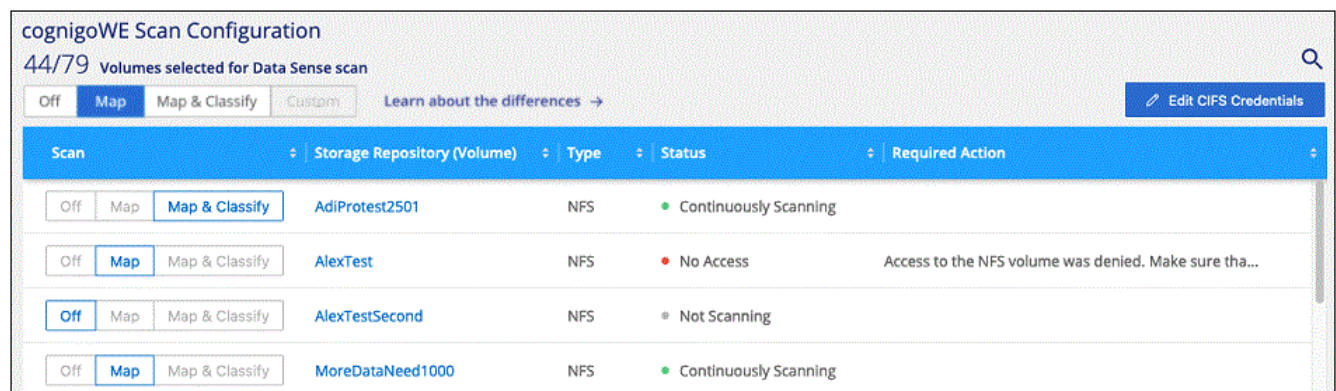 cognigoWE Scan Configuration
44/79 Volumes selected for Data Sense scan
Off Map Map & Classify Custom Learn about the differences → Edit CIFS Credentials
Scan Storage Repository (Volume) Type Status Required Action
Off Map Map & Classify AdiProtest2501 NFS Continuously Scanning
Off Map Map & Classify AlexTest NFS No Access Access to the NFS volume was denied. Make sure tha...
Off Map Map & Classify AlexTestSecond NFS Not Scanning
Off Map Map & Classify MoreDataNeed1000 NFS Continuously Scanning